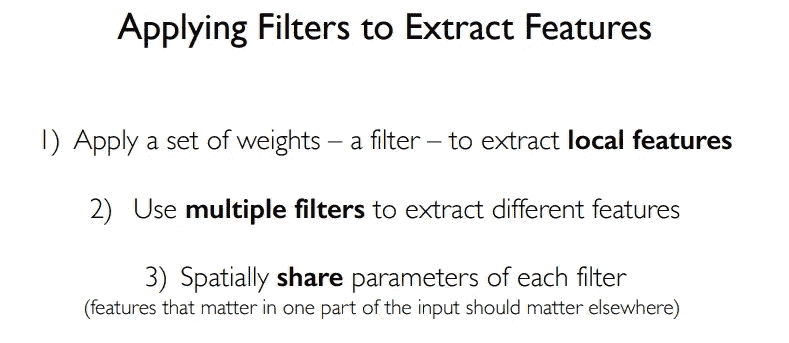 Applying Filters to Extract Features
1) Apply a set of weights – a filter – to extract local features
2) Use multiple filters to extract different features
3) Spatially share parameters of each filter
(features that matter in one part of the input should matter elsewhere)